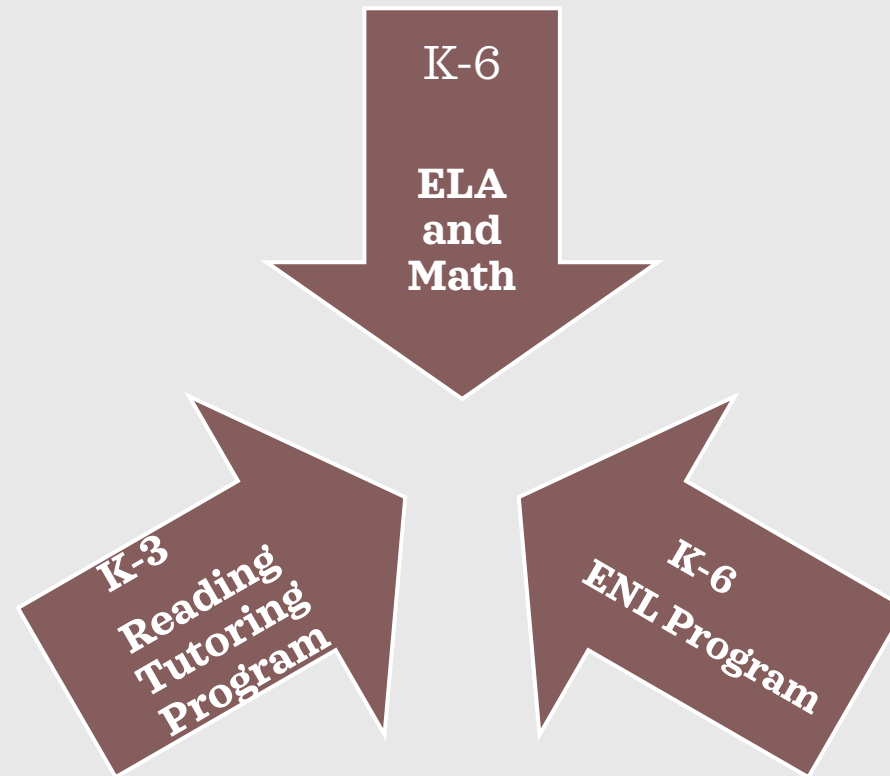 K-6
ELA
and
Math
K-3
Reading
Tutoring
Program
K-6
ENL Program